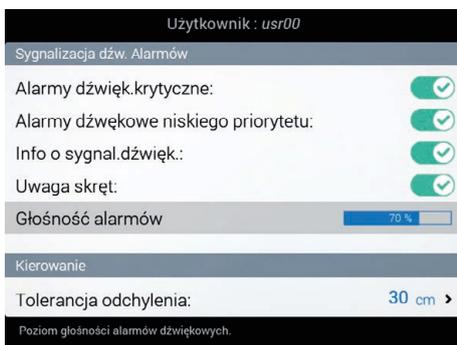 Użytkownik : usr00
Sygnalizacja dźw. Alarmów
Alarmy dźwięk.krytyczne:
Alarmy dźwękowe niskiego priorytetu:
Info o sygnal.dźwięk.:
Uwaga skręt:
Głośność alarmów 70 %
Kierowanie
Tolerancja odchylenia: 30 cm >
Poziom głośności alarmów dźwiękowych.